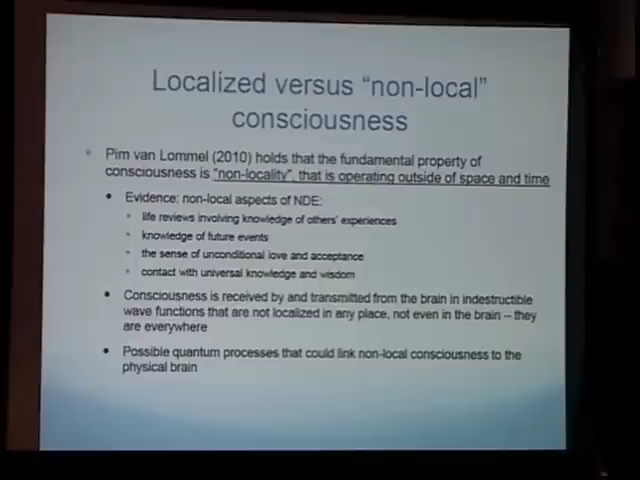 Localized versus “non-local”
consciousness
Pim van Lommel (2010) holds that the fundamental property of
consciousness is “non-locality”, that is operating outside of space and time
Evidence: non-local aspects of NDE:
life reviews involving knowledge of others’ experiences
knowledge of future events
the sense of unconditional love and acceptance
contact with universal knowledge and wisdom
Consciousness is received by and transmitted from the brain in indestructible
wave functions that are not localized in any place, not even in the brain – they
are everywhere
Possible quantum processes that could link non-local consciousness to the
physical brain